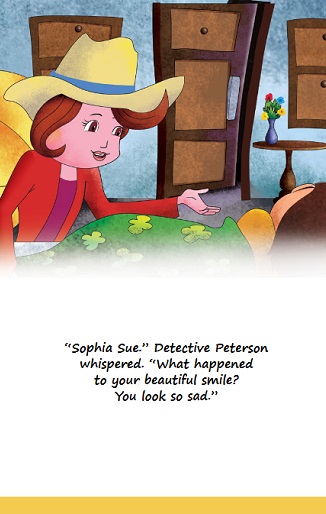 “Sophia Sue.” Detective Peterson
whispered. “What happened
to your beautiful smile?
You look so sad.”